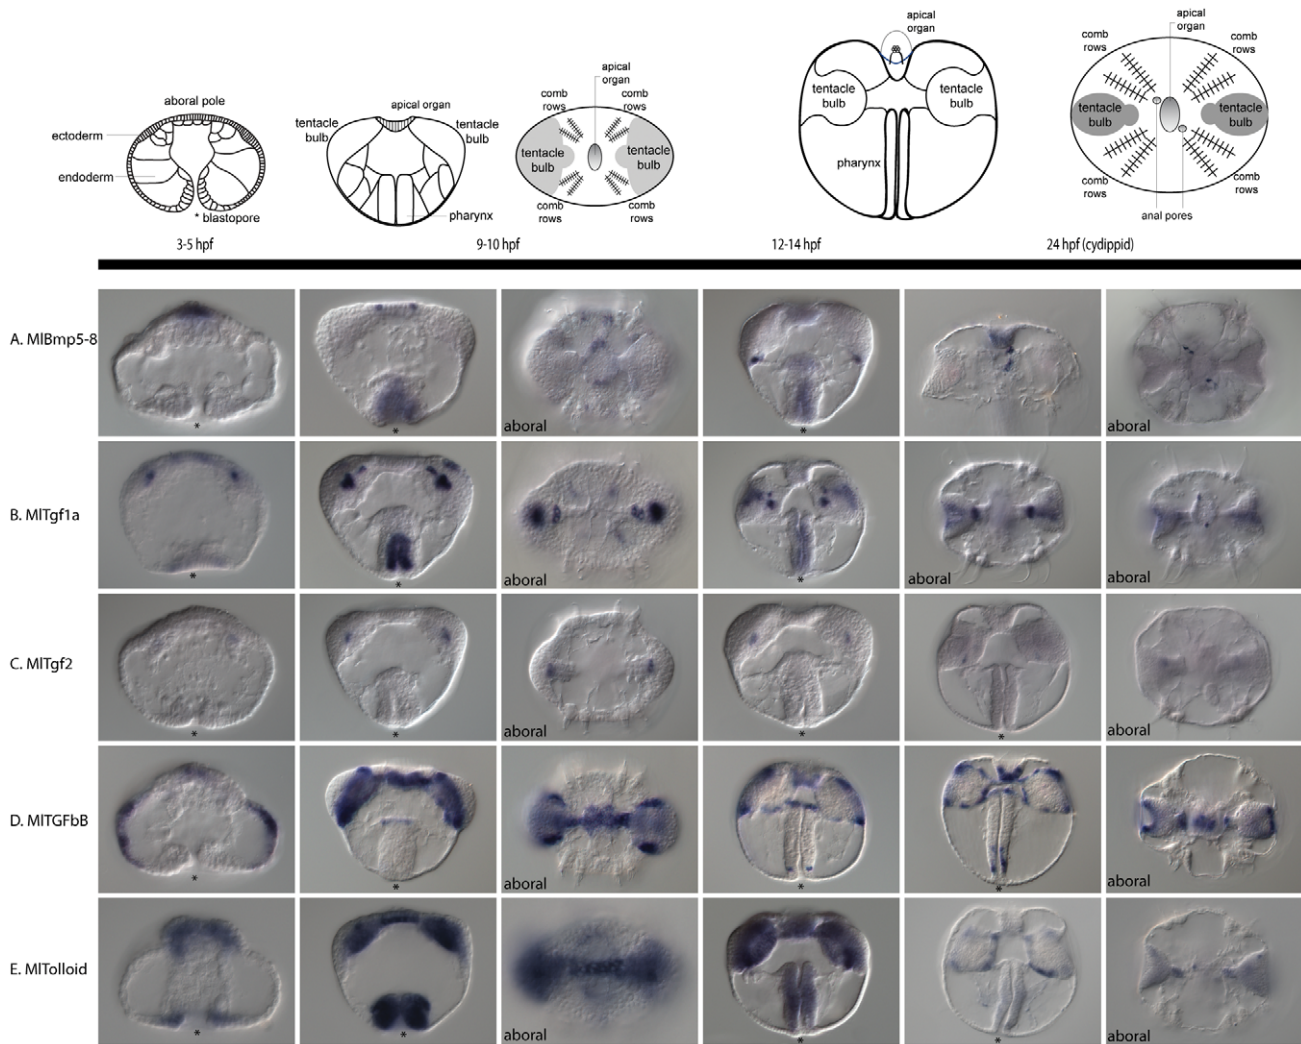 aboral pole
ectoderm
endoderm
* blastopore
apical organ
tentacle
bulb
tentacle
bulb
pharynx
apical
organ
comb
rows
comb
rows
tentacle
bulb
tentacle
bulb
comb
rows
comb
rows
apical
organ
tentacle
bulb
tentacle
bulb
pharynx
apical
organ
comb
rows
comb
rows
tentacle
bulb
tentacle
bulb
comb
rows
comb
rows
anal pores
3-5 hpf
9-10 hpf
12-14 hpf
24 hpf (cydippid)
A. MlBmp5-8
*
*
aboral
*
aboral
B. MlTgf1a
*
*
aboral
*
aboral
aboral
C. MlTgf2
*
*
aboral
*
*
aboral
D. MlTGFbB
*
*
aboral
*
*
aboral
E. MlTolloid
*
*
aboral
*
*
aboral